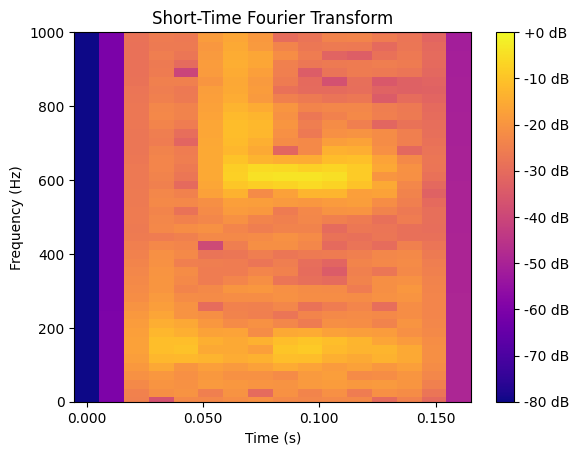 Short-Time Fourier Transform
1000
800
600
400
200
0
Frequency (Hz)
0.000
0.050
0.100
0.150
Time (s)
+0 dB
-10 dB
-20 dB
-30 dB
-40 dB
-50 dB
-60 dB
-70 dB
-80 dB